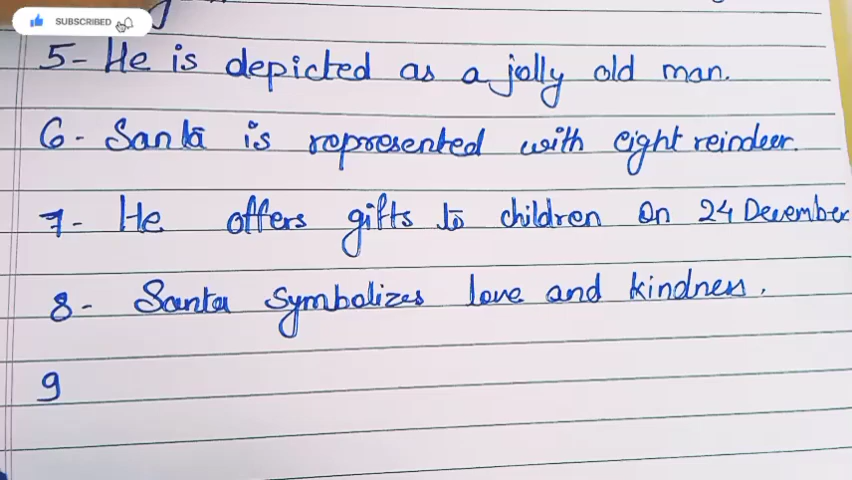 SUBSCRIBED
5- He is depicted as a jolly old man.
6- Santa is represented with eight reindeer.
7- He offers gifts to children on 24 December
8- Santa symbolizes love and kindness.
9